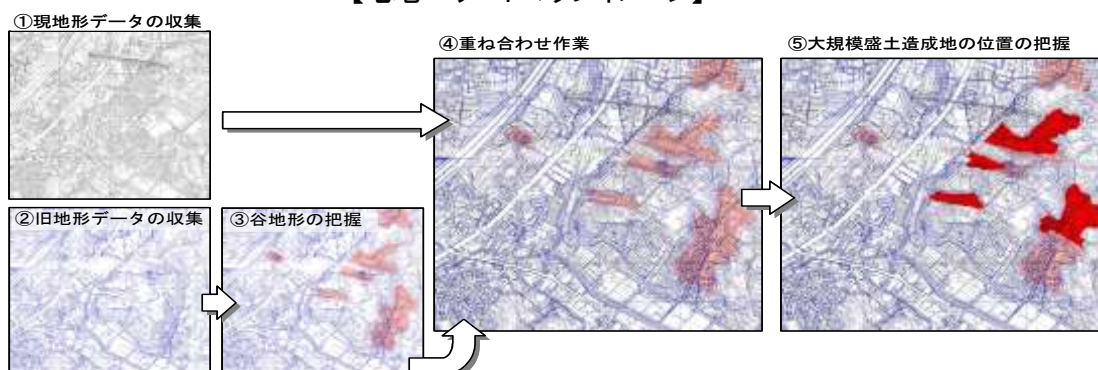 ①現地形データの収集
④重ね合わせ作業
⑤大規模盛土造成地の位置の把握
②旧地形データの収集
③谷地形の把握